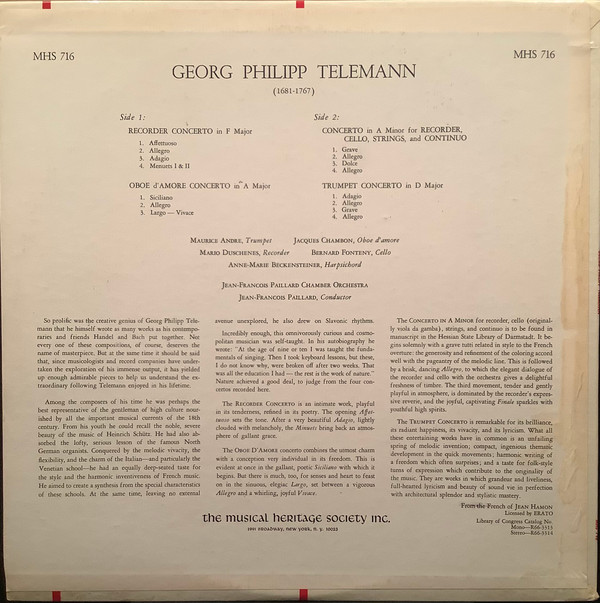 MHS 716
MHS 716
GEORG PHILIPP TELEMANN
(1681-1767)
Side 1:
RECORDER CONCERTO in F Major
1. Affettuoso
2. Allegro
3. Adagio
4. Menuets I & II
OBOE d'AMORE CONCERTO in A Major
1. Siciliano
2. Allegro
3. Largo — Vivace
Side 2:
CONCERTO in A Minor for RECORDER,
CELLO, STRINGS, and CONTINUO
1. Grave
2. Allegro
3. Dolce
4. Allegro
TRUMPET CONCERTO in D Major
1. Adagio
2. Allegro
3. Grave
4. Allegro
MAURICE ANDRE, Trumpet JACQUES CHAMBON, Oboe d'amore
MARIO DUSCHENES, Recorder BERNARD FONTENY, Cello
ANNE-MARIE BECKENSTEINER, Harpsichord
JEAN-FRANCOIS PAILLARD CHAMBER ORCHESTRA
JEAN-FRANCOIS PAILLARD, Conductor
So prolific was the creative genius of Georg Philipp Tele-
mann that he himself wrote as many works as his contempo-
raries and friends Handel and Bach put together. Not
every one of these compositions, of course, deserves the
name of masterpiece. But at the same time it should be said
that, since musicologists and record companies have under-
taken the exploration of his immense output, it has yielded
up enough admirable pieces to help us understand the ex-
traordinary following Telemann enjoyed in his lifetime.
Among the composers of his time he was perhaps the
best representative of the gentleman of high culture nour-
ished by all the important musical currents of the 18th
century. From his youth he could recall the noble, severe
beauty of the music of Heinrich Schütz. He had also ab-
sorbed the lofty, serious lesson of the famous North
German organists. Conquered by the melodic vivacity, the
flexibility, and the charm of the Italian—and particularly the
Venetian school—he had an equally deep-seated taste for
the style and the harmonic inventiveness of French music.
He aimed to create a synthesis from the special characteristics
of these schools. At the same time, leaving no external
avenue unexplored, he also drew on Slavonic rhythms.
Incredibly enough, this omnivorously curious and cosmo-
politan musician was self-taught. In his autobiography he
wrote: "At the age of nine or ten I was taught the funda-
mentals of singing. Then I took keyboard lessons, but these,
I do not know why, were broken off after two weeks. That
was all the education I had — the rest is the work of nature."
Nature achieved a good deal, to judge from the four con-
certos recorded here.
The RECORDER CONCERTO is an intimate work, playful
in its tenderness, refined in its poetry. The opening Affet-
tuoso sets the tone. After a very beautiful Adagio, lightly
clouded with melancholy, the Menuets bring back an atmos-
phere of gallant grace.
The OBOE D'AMORE concerto combines the utmost charm
with a conception very individual in its freedom. This is
evident at once in the gallant, poetic Siciliano with which it
begins. But there is much, too, for senses and heart to feast
on in the sinuous, elegiac Largo, set between a vigorous
Allegro and a whirling, joyful Vivace.
The CONCERTO IN A MINOR for recorder, cello (original-
ly viola da gamba), strings, and continuo is to be found in
manuscript in the Hessian State Library of Darmstadt. It be-
gins solemnly with a grave tutti related in style to the French
overture: the generosity and refinement of the coloring accord
well with the pageantry of the melodic line. This is followed
by a brisk, dancing Allegro, to which the elegant dialogue of
the recorder and cello with the orchestra gives a delightful
freshness of timbre. The third movement, tender and gently
playful in atmosphere, is dominated by the recorder's expres-
sive reverie, and the joyful, captivating Finale sparkles with
youthful high spirits.
The TRUMPET CONCERTO is remarkable for its brilliance,
its radiant happiness, its vivacity, and its lyricism. What all
these entertaining works have in common is an unfailing
spring of melodic invention; compact, ingenious thematic
development in the quick movements; harmonic writing of
a freedom which often surprises; and a taste for folk-style
turns of expression which contribute to the originality of
the music. They are works in which grandeur and liveliness,
full-hearted lyricism and beauty of sound vie in perfection
with architectural splendor and stylistic mastery.
From the French of JEAN HAMON
Licensed by ERATO
Library of Congress Catalog No.
Mono—R66-3313
Stereo—R66-3314
the musical heritage society inc.
1991 BROADWAY, NEW YORK, N. Y. 10023